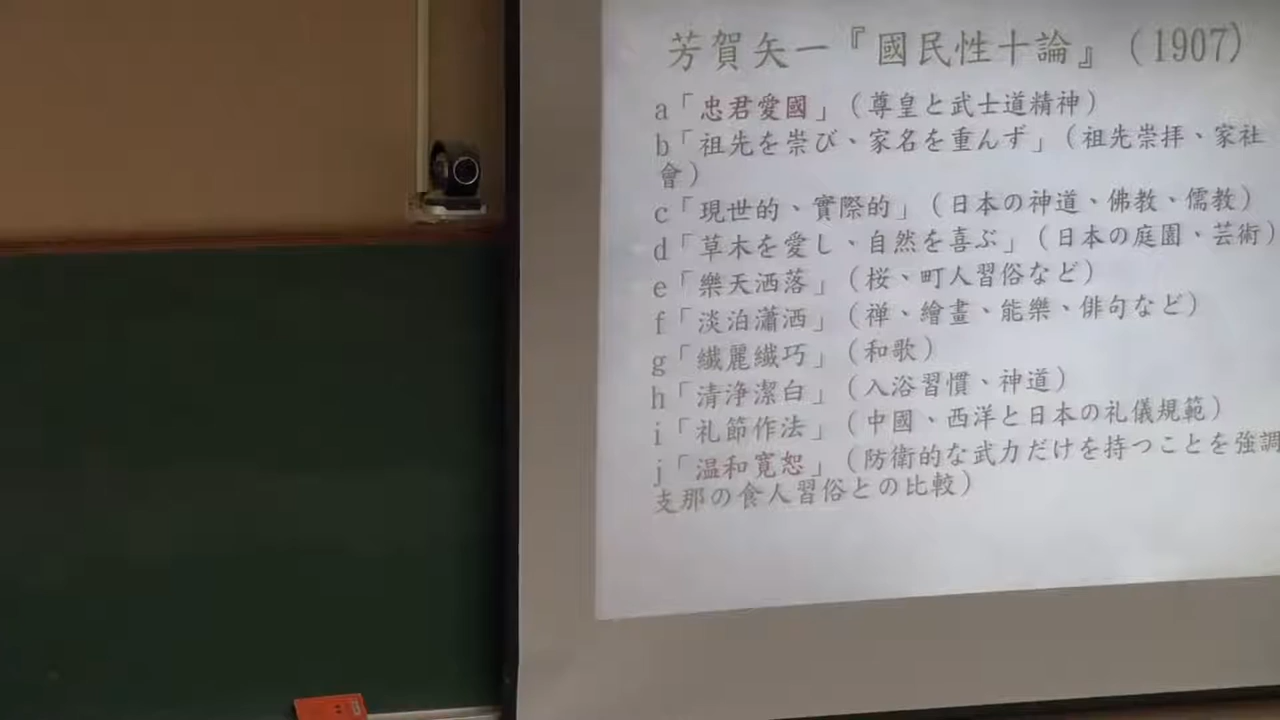 芳賀矢一『國民性十論』(1907)
a「忠君愛國」(尊皇と武士道精神)
b「祖先を崇び、家名を重んず」(祖先崇拝、家社
會)
c「現世的、實際的」(日本の神道、佛教、儒教)
d「草木を愛し、自然を喜ぶ」(日本の庭園、芸術)
e「樂天洒落」(桜、町人習俗など)
f「淡泊瀟洒」(禅、繪畫、能樂、俳句など)
g「繊麗繊巧」(和歌)
h「清浄潔白」(入浴習慣、神道)
i「礼節作法」(中國、西洋と日本の礼儀規範)
j「温和寛恕」(防衛的な武力だけを持つことを強調
支那の食人習俗との比較)